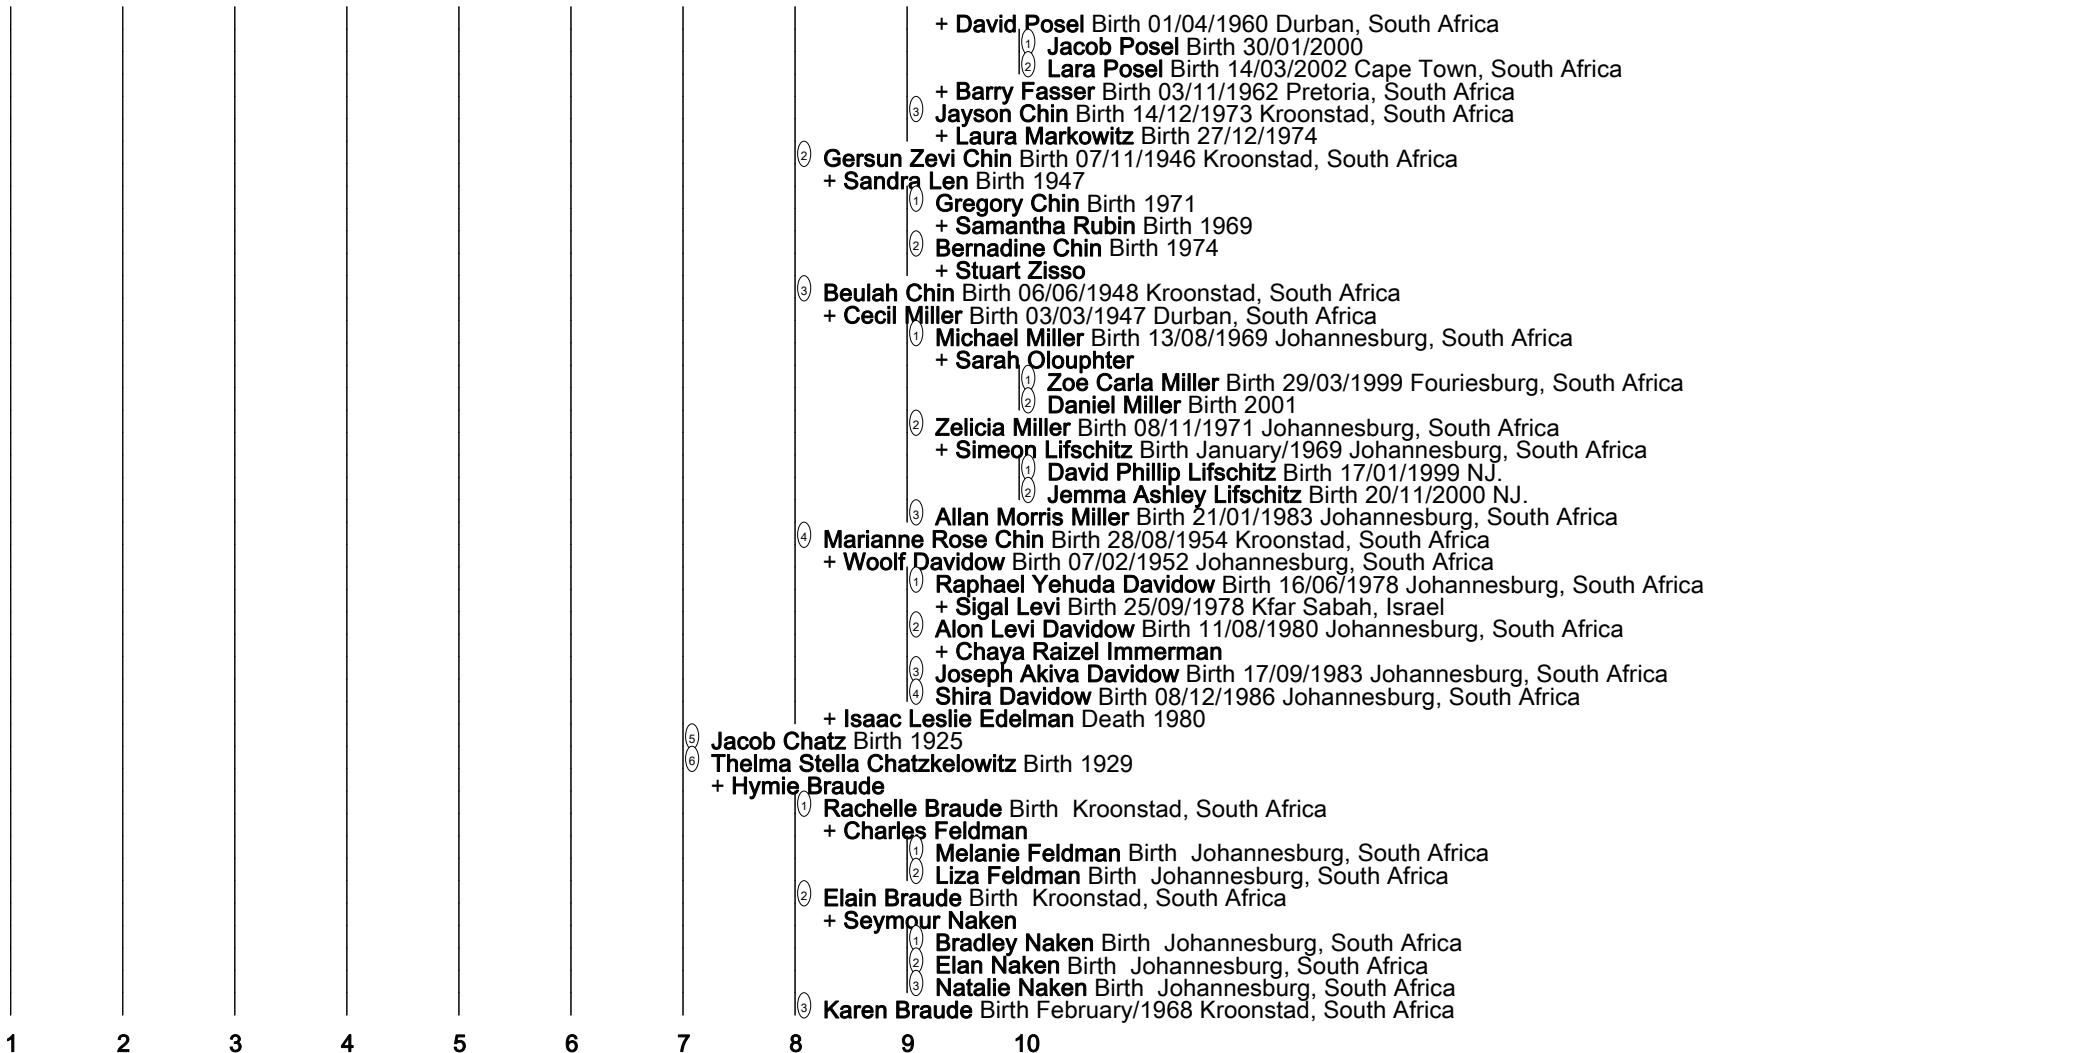 + David Posel Birth 01/04/1960 Durban, South Africa
1 Jacob Posel Birth 30/01/2000
2 Lara Posel Birth 14/03/2002 Cape Town, South Africa
+ Barry Fasser Birth 03/11/1962 Pretoria, South Africa
3 Jayson Chin Birth 14/12/1973 Kroonstad, South Africa
+ Laura Markowitz Birth 27/12/1974
2 Gersun Zevi Chin Birth 07/11/1946 Kroonstad, South Africa
+ Sandra Len Birth 1947
1 Gregory Chin Birth 1971
+ Samantha Rubin Birth 1969
2 Bernadine Chin Birth 1974
+ Stuart Zisso
3 Beulah Chin Birth 06/06/1948 Kroonstad, South Africa
+ Cecil Miller Birth 03/03/1947 Durban, South Africa
1 Michael Miller Birth 13/08/1969 Johannesburg, South Africa
+ Sarah Olouphter
1 Zoe Carla Miller Birth 29/03/1999 Fouriesburg, South Africa
2 Daniel Miller Birth 2001
2 Zelicia Miller Birth 08/11/1971 Johannesburg, South Africa
+ Simeon Lifschitz Birth January/1969 Johannesburg, South Africa
1 David Phillip Lifschitz Birth 17/01/1999 NJ.
2 Jemma Ashley Lifschitz Birth 20/11/2000 NJ.
3 Allan Morris Miller Birth 21/01/1983 Johannesburg, South Africa
4 Marianne Rose Chin Birth 28/08/1954 Kroonstad, South Africa
+ Woolf Davidow Birth 07/02/1952 Johannesburg, South Africa
1 Raphael Yehuda Davidow Birth 16/06/1978 Johannesburg, South Africa
+ Sigal Levi Birth 25/09/1978 Kfar Sabah, Israel
2 Alon Levi Davidow Birth 11/08/1980 Johannesburg, South Africa
+ Chaya Raizel Immerman
3 Joseph Akiva Davidow Birth 17/09/1983 Johannesburg, South Africa
4 Shira Davidow Birth 08/12/1986 Johannesburg, South Africa
+ Isaac Leslie Edelman Death 1980
5 Jacob Chatz Birth 1925
6 Thelma Stella Chatzkelowitz Birth 1929
+ Hymie Braude
1 Rachelle Braude Birth  Kroonstad, South Africa
+ Charles Feldman
1 Melanie Feldman Birth  Johannesburg, South Africa
2 Liza Feldman Birth  Johannesburg, South Africa
2 Elain Braude Birth  Kroonstad, South Africa
+ Seymour Naken
1 Bradley Naken Birth  Johannesburg, South Africa
2 Elan Naken Birth  Johannesburg, South Africa
3 Natalie Naken Birth  Johannesburg, South Africa
3 Karen Braude Birth February/1968 Kroonstad, South Africa
1 2 3 4 5 6 7 8 9 10